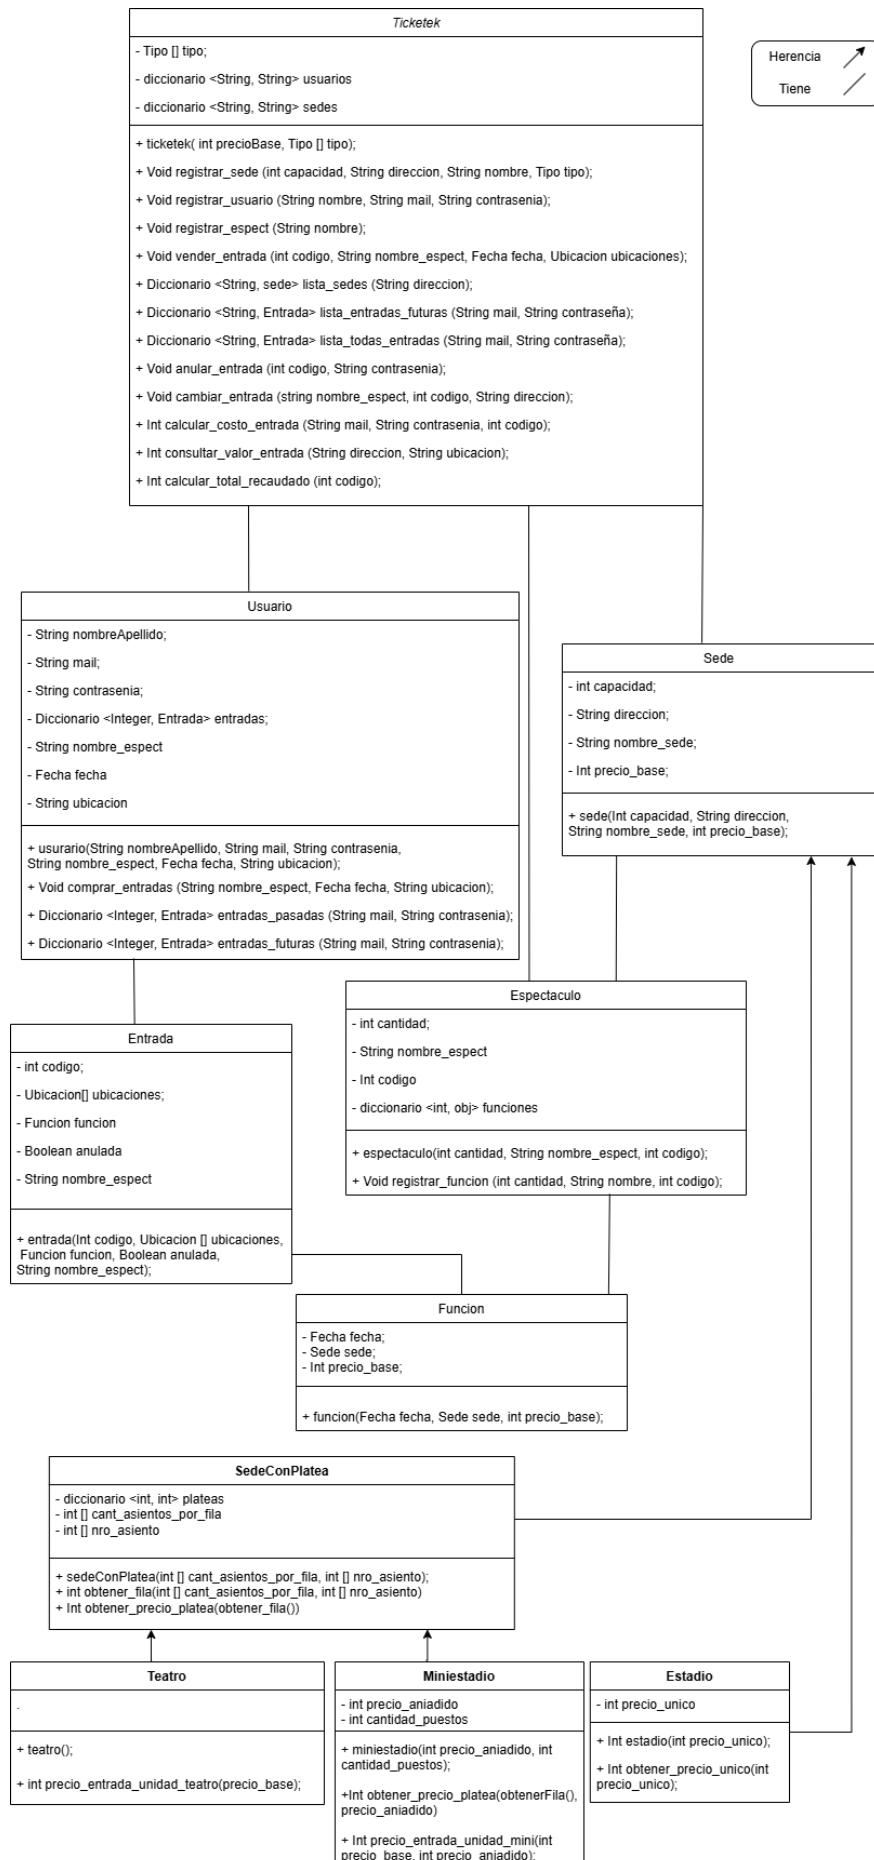 Ticketek
- Tipo [] tipo;
- diccionario <String, String> usuarios
- diccionario <String, String> sedes
+ ticketek( int precioBase, Tipo [] tipo);
+ Void registrar_sede (int capacidad, String direccion, String nombre, Tipo tipo);
+ Void registrar_usuario (String nombre, String mail, String contrasenia);
+ Void registrar_espect (String nombre);
+ Void vender_entrada (int codigo, String nombre_espect, Fecha fecha, Ubicacion ubicaciones);
+ Diccionario <String, sede> lista_sedes (String direccion);
+ Diccionario <String, Entrada> lista_entradas_futuras (String mail, String contraseña);
+ Diccionario <String, Entrada> lista_todas_entradas (String mail, String contraseña);
+ Void anular_entrada (int codigo, String contrasenia);
+ Void cambiar_entrada (string nombre_espect, int codigo, String direccion);
+ Int calcular_costo_entrada (String mail, String contrasenia, int codigo);
+ Int consultar_valor_entrada (String direccion, String ubicacion);
+ Int calcular_total_recaudado (int codigo);
Herencia
Tiene
Usuario
- String nombreApellido;
- String mail;
- String contrasenia;
- Diccionario <Integer, Entrada> entradas;
- String nombre_espect
- Fecha fecha
- String ubicacion
+ usurario(String nombreApellido, String mail, String contrasenia,
String nombre_espect, Fecha fecha, String ubicacion);
+ Void comprar_entradas (String nombre_espect, Fecha fecha, String ubicacion);
+ Diccionario <Integer, Entrada> entradas_pasadas (String mail, String contrasenia);
+ Diccionario <Integer, Entrada> entradas_futuras (String mail, String contrasenia);
Sede
- int capacidad;
- String direccion;
- String nombre_sede;
- Int precio_base;
+ sede(Int capacidad, String direccion,
String nombre_sede, int precio_base);
Espectaculo
- int cantidad;
- String nombre_espect
- Int codigo
- diccionario <int, obj> funciones
+ espectaculo(int cantidad, String nombre_espect, int codigo);
+ Void registrar_funcion (int cantidad, String nombre, int codigo);
Entrada
- int codigo;
- Ubicacion[] ubicaciones;
- Funcion funcion
- Boolean anulada
- String nombre_espect
+ entrada(Int codigo, Ubicacion [] ubicaciones,
Funcion funcion, Boolean anulada,
String nombre_espect);
Funcion
- Fecha fecha;
- Sede sede;
- Int precio_base;
+ funcion(Fecha fecha, Sede sede, int precio_base);
SedeConPlatea
- diccionario <int, int> plateas
- int [] cant_asientos_por_fila
- int [] nro_asiento
+ sedeConPlatea(int [] cant_asientos_por_fila, int [] nro_asiento);
+ int obtener_fila(int [] cant_asientos_por_fila, int [] nro_asiento)
+ Int obtener_precio_platea(obtener_fila())
Teatro
.
+ teatro();
+ int precio_entrada_unidad_teatro(precio_base);
Miniestadio
- int precio_aniadido
- int cantidad_puestos
+ miniestadio(int precio_aniadido, int
cantidad_puestos);
+Int obtener_precio_platea(obtenerFila(),
precio_aniadido)
+ Int precio_entrada_unidad_mini(int
precio_base, int precio_aniadido);
Estadio
- int precio_unico
+ Int estadio(int precio_unico);
+ Int obtener_precio_unico(int
precio_unico);